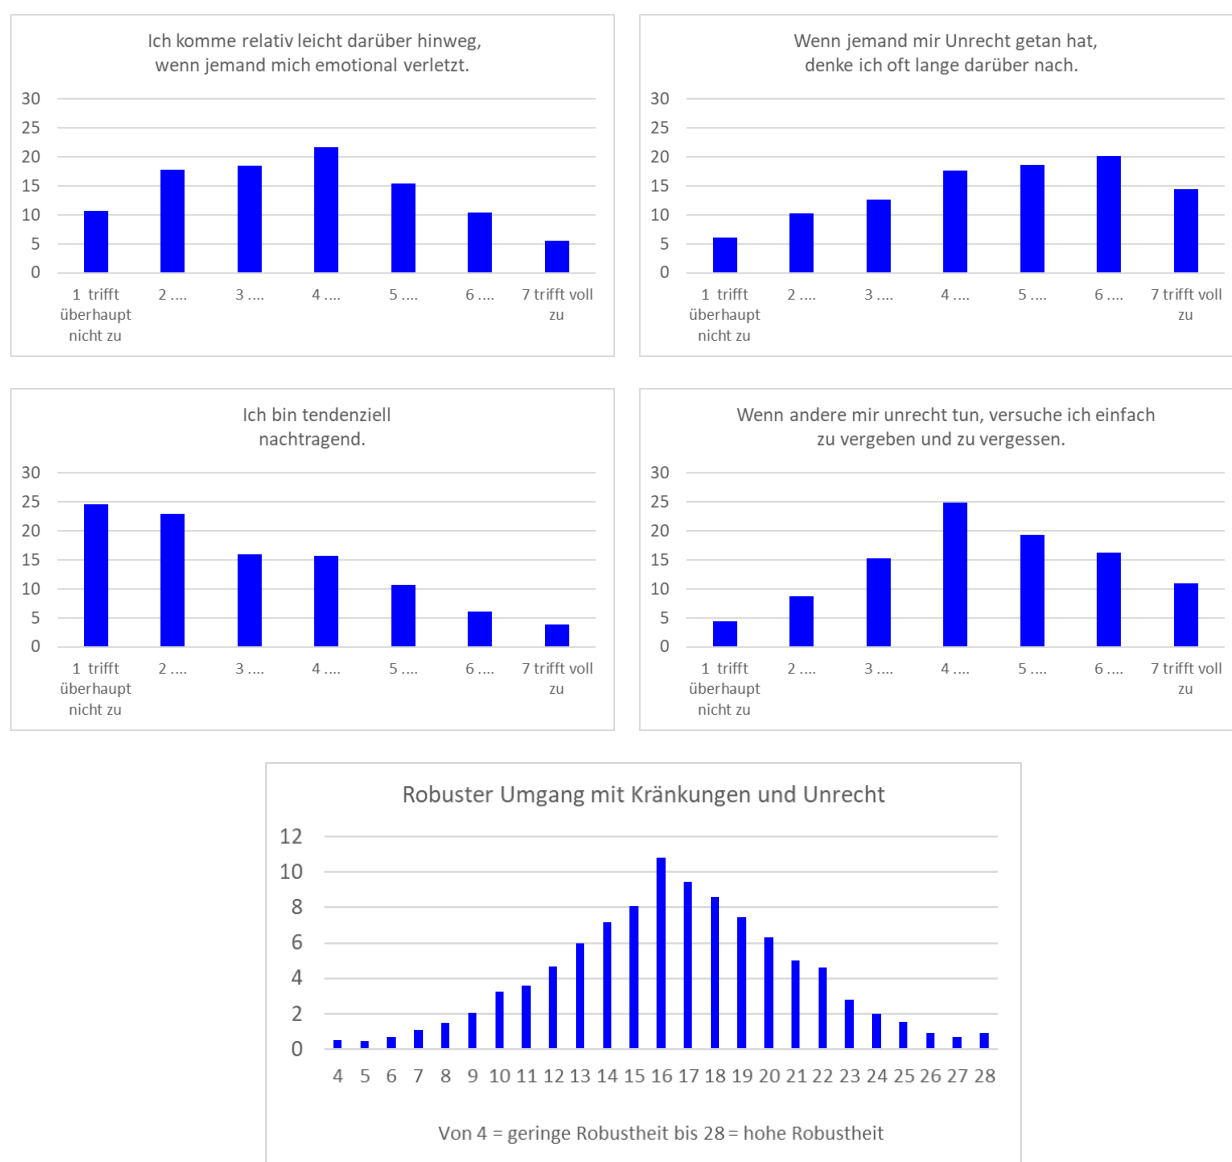 Ich komme relativ leicht darüber hinweg,
wenn jemand mich emotional verletzt.
30
25
20
15
10
5
0
1 trifft 2 .... 3 .... 4 .... 5 .... 6 .... 7 trifft voll
überhaupt zu
nicht zu
Wenn jemand mir Unrecht getan hat,
denke ich oft lange darüber nach.
30
25
20
15
10
5
0
1 trifft 2 .... 3 .... 4 .... 5 .... 6 .... 7 trifft voll
überhaupt zu
nicht zu
Ich bin tendenziell
nachtragend.
30
25
20
15
10
5
0
1 trifft 2 .... 3 .... 4 .... 5 .... 6 .... 7 trifft voll
überhaupt zu
nicht zu
Wenn andere mir unrecht tun, versuche ich einfach
zu vergeben und zu vergessen.
30
25
20
15
10
5
0
1 trifft 2 .... 3 .... 4 .... 5 .... 6 .... 7 trifft voll
überhaupt zu
nicht zu
Robuster Umgang mit Kränkungen und Unrecht
12
10
8
6
4
2
0
4 5 6 7 8 9 10 11 12 13 14 15 16 17 18 19 20 21 22 23 24 25 26 27 28
Von 4 = geringe Robustheit bis 28 = hohe Robustheit